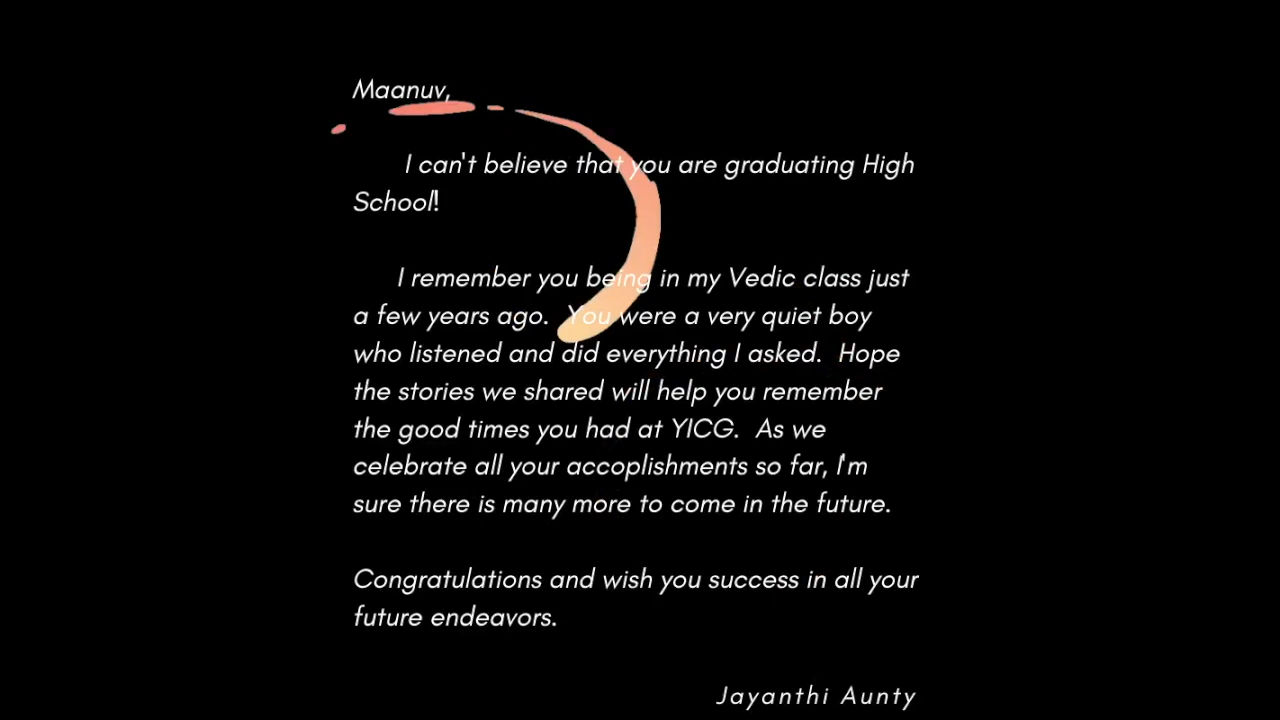 Maanuv,
I can't believe that you are graduating High
School!
I remember you being in my Vedic class just
a few years ago.  You were a very quiet boy
who listened and did everything I asked.  Hope
the stories we shared will help you remember
the good times you had at YICG.  As we
celebrate all your accoplishments so far, I'm
sure there is many more to come in the future.
Congratulations and wish you success in all your
future endeavors.
Jayanthi Aunty